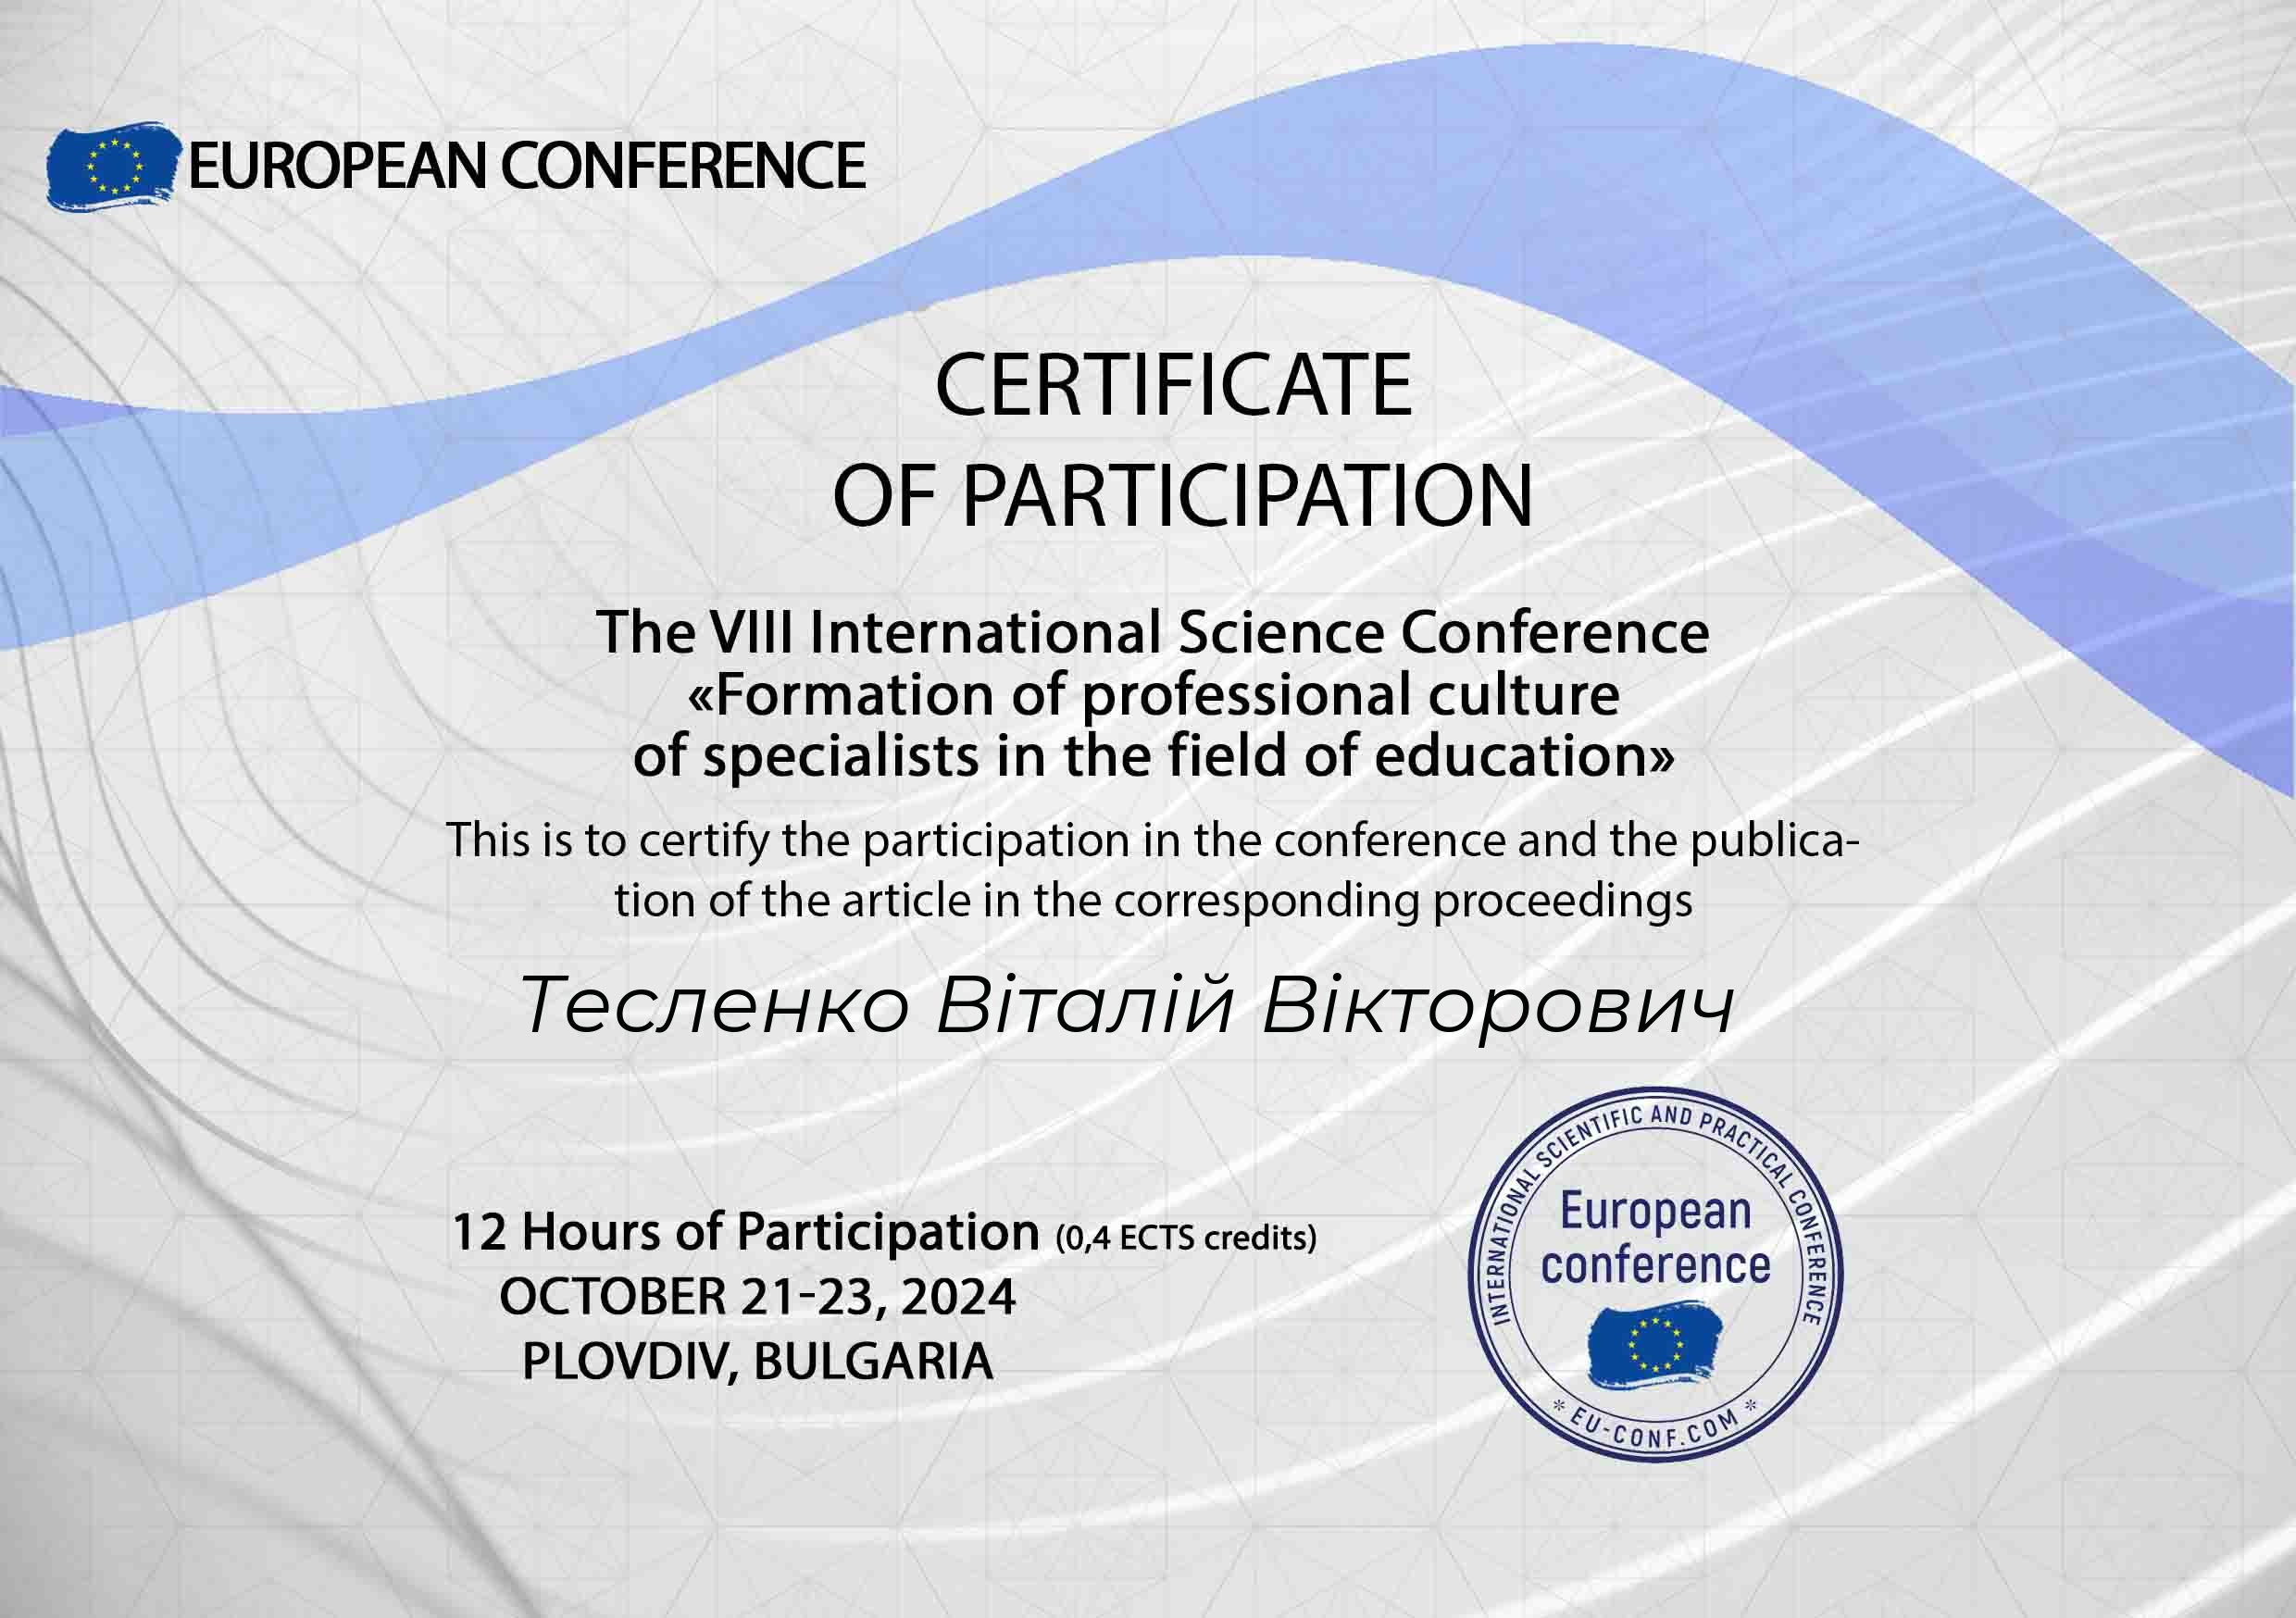 EUROPEAN CONFERENCE
CERTIFICATE
OF PARTICIPATION
The VIII International Science Conference
«Formation of professional culture
of specialists in the field of education»
This is to certify the participation in the conference and the publica-
tion of the article in the corresponding proceedings
Тесленко Віталій Вікторович
12 Hours of Participation (0,4 ECTS credits)
OCTOBER 21-23, 2024
PLOVDIV, BULGARIA
INTERNATIONAL SCIENTIFIC AND PRACTICAL CONFERENCE
European
conference
* EU-CONF.COM *